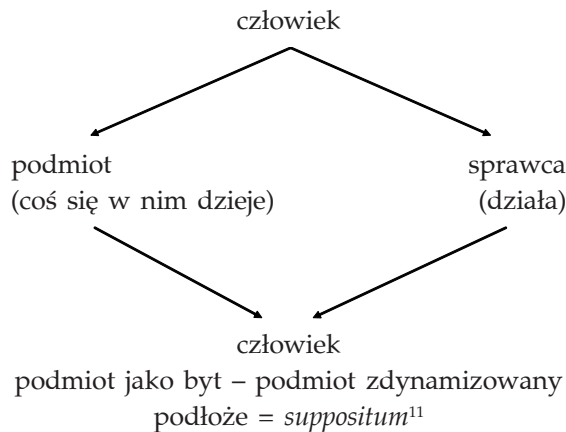 człowiek
podmiot
(coś się w nim dzieje)
sprawca
(działa)
człowiek
podmiot jako byt – podmiot zdynamizowany
podłoże = suppositum¹¹